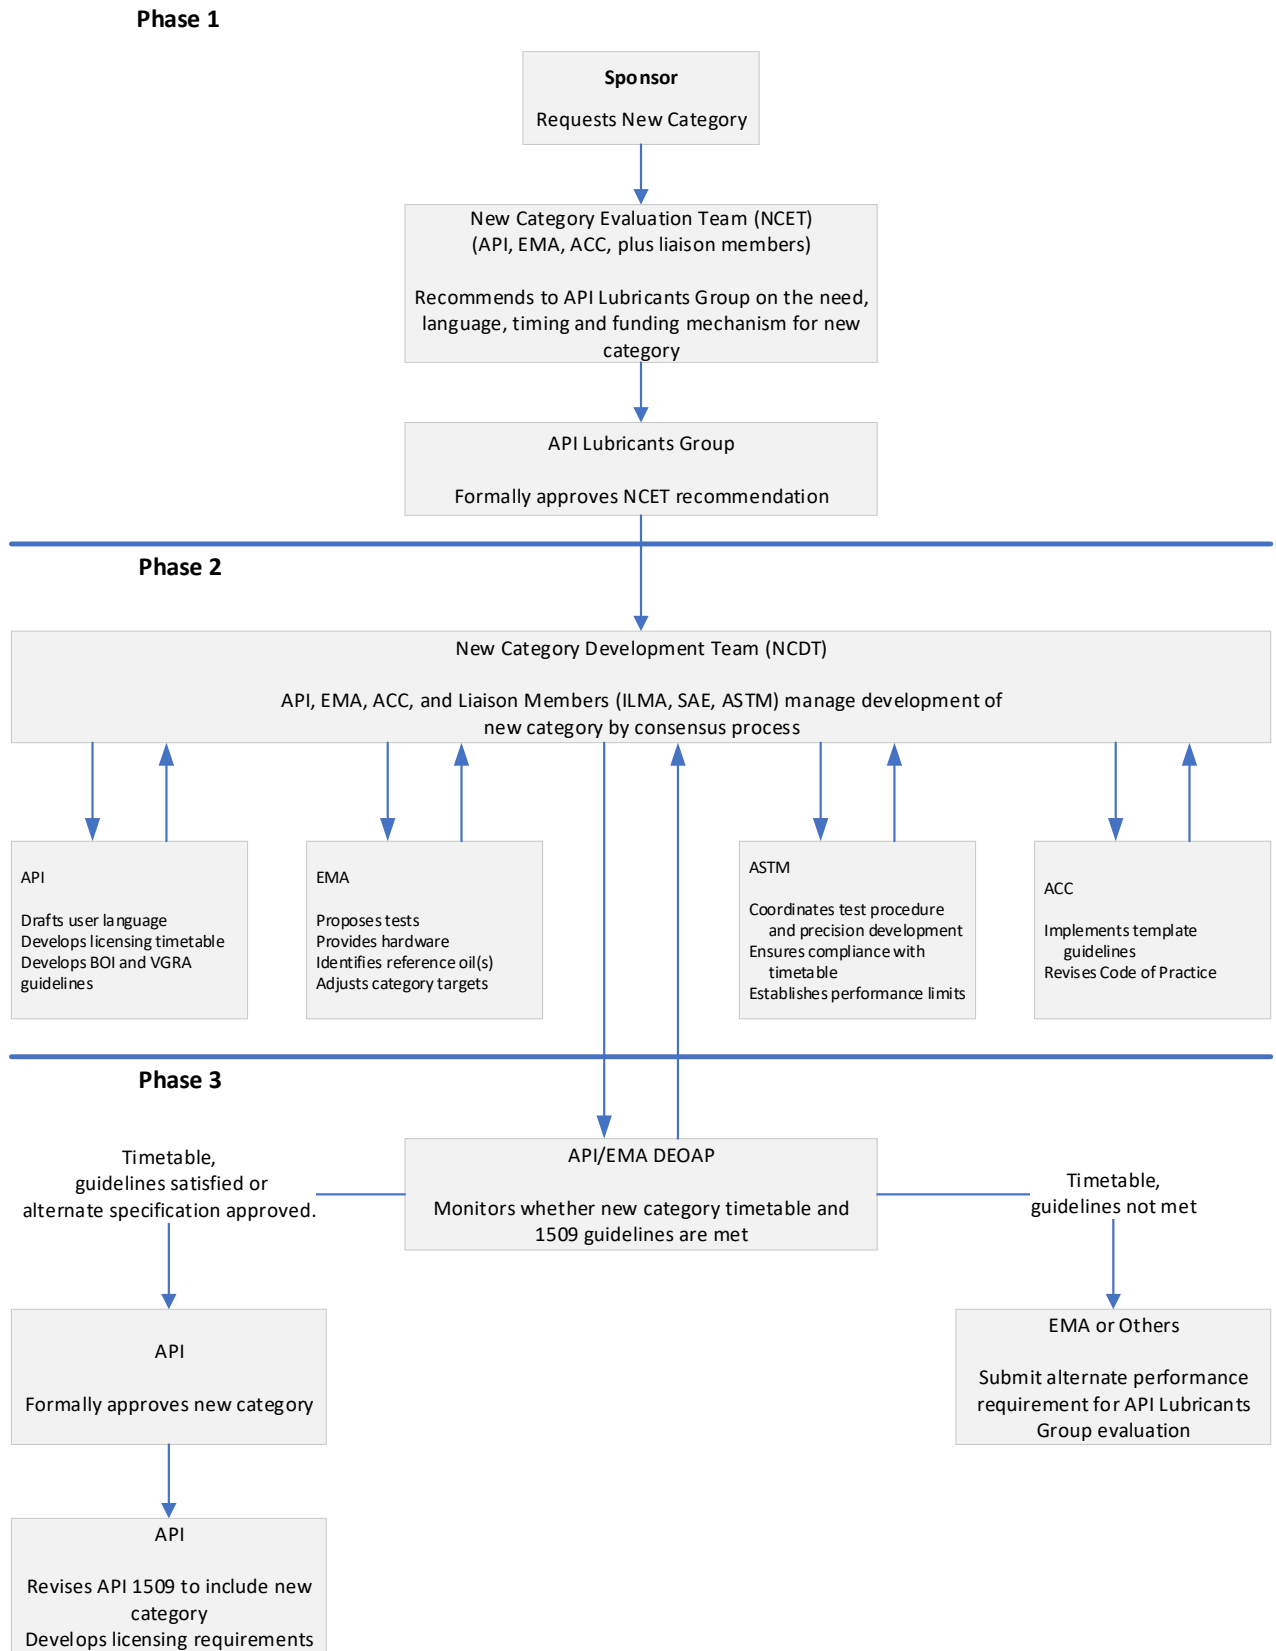 Phase 1
Sponsor
Requests New Category
New Category Evaluation Team (NCET)
(API, EMA, ACC, plus liaison members)
Recommends to API Lubricants Group on the need,
language, timing and funding mechanism for new
category
API Lubricants Group
Formally approves NCET recommendation
Phase 2
New Category Development Team (NCDT)
API, EMA, ACC, and Liaison Members (ILMA, SAE, ASTM) manage development of
new category by consensus process
API
Drafts user language
Develops licensing timetable
Develops BOI and VGRA
guidelines
EMA
Proposes tests
Provides hardware
Identifies reference oil(s)
Adjusts category targets
ASTM
Coordinates test procedure
and precision development
Ensures compliance with
timetable
Establishes performance limits
ACC
Implements template
guidelines
Revises Code of Practice
Phase 3
Timetable,
guidelines satisfied or
alternate specification approved.
API/EMA DEOAP
Monitors whether new category timetable and
1509 guidelines are met
Timetable,
guidelines not met
API
Formally approves new category
EMA or Others
Submit alternate performance
requirement for API Lubricants
Group evaluation
API
Revises API 1509 to include new
category
Develops licensing requirements